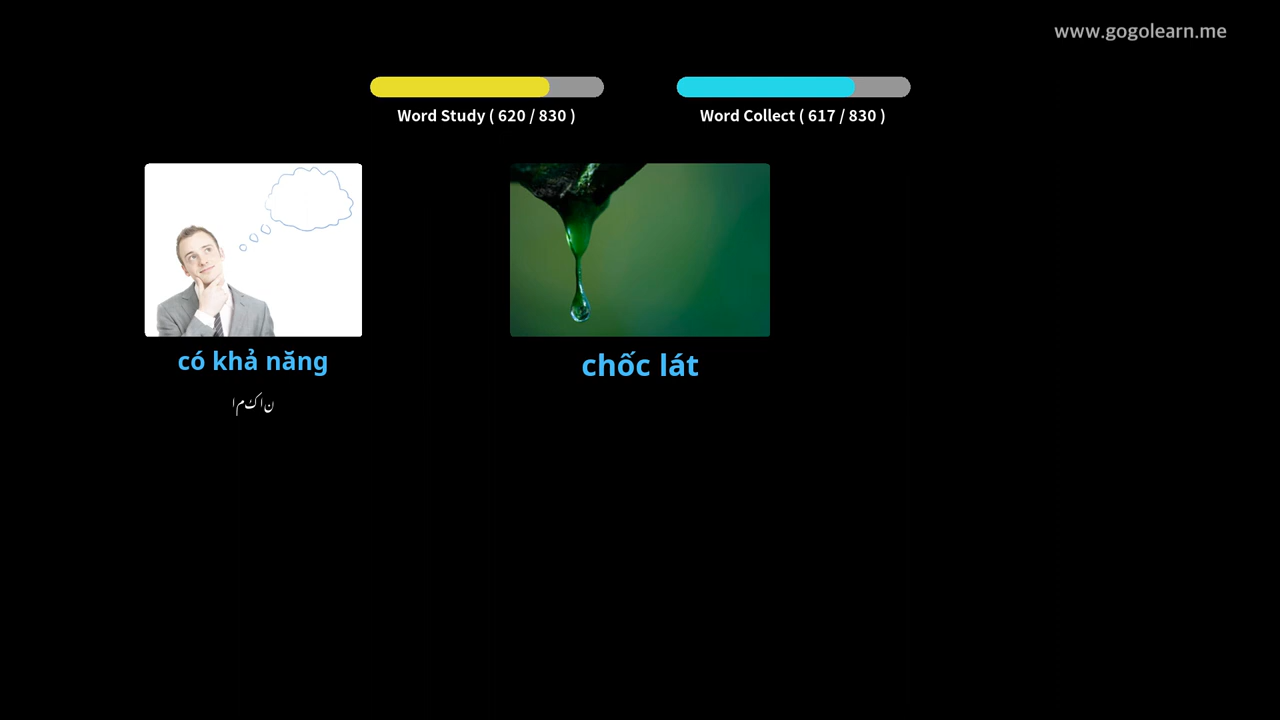 www.gogolearn.me
Word Study ( 620 / 830 )
Word Collect ( 617 / 830 )
có khả năng
chốc lát
امکان